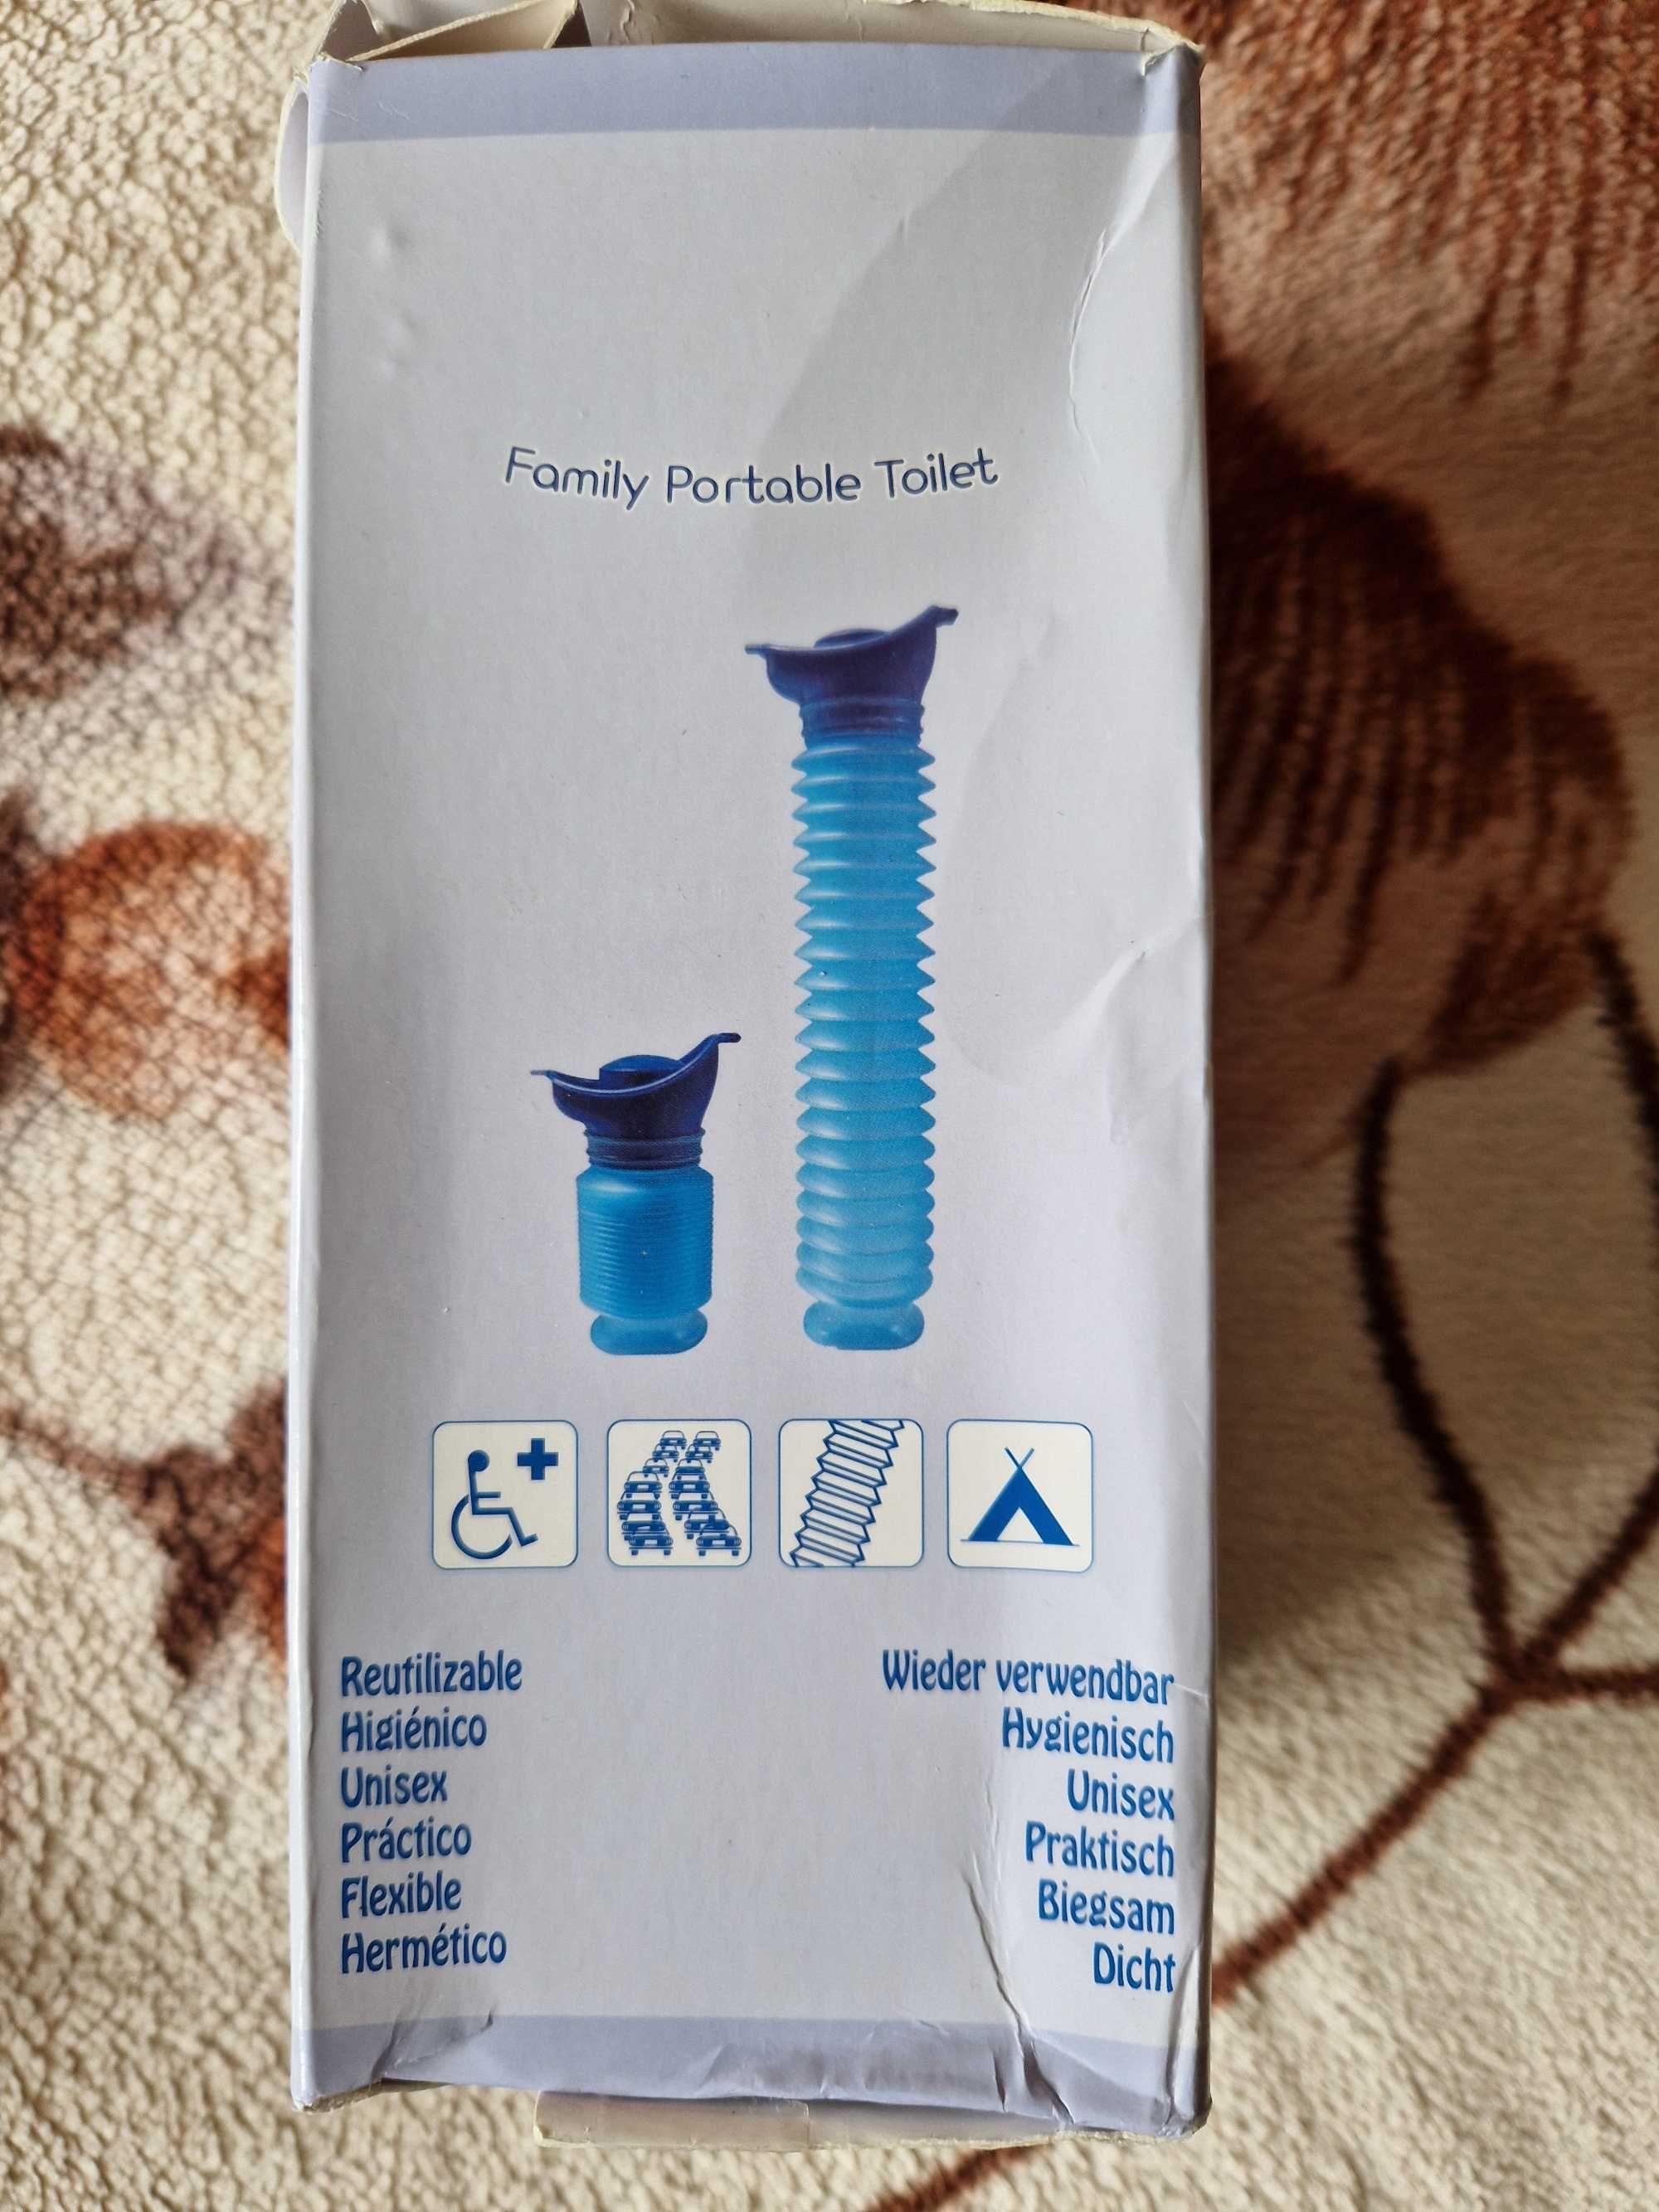 Family Portable Toilet
Reutilizable
Higiénico
Unisex
Práctico
Flexible
Hermético
Wieder verwendbar
Hygienisch
Unisex
Praktisch
Biegsam
Dicht